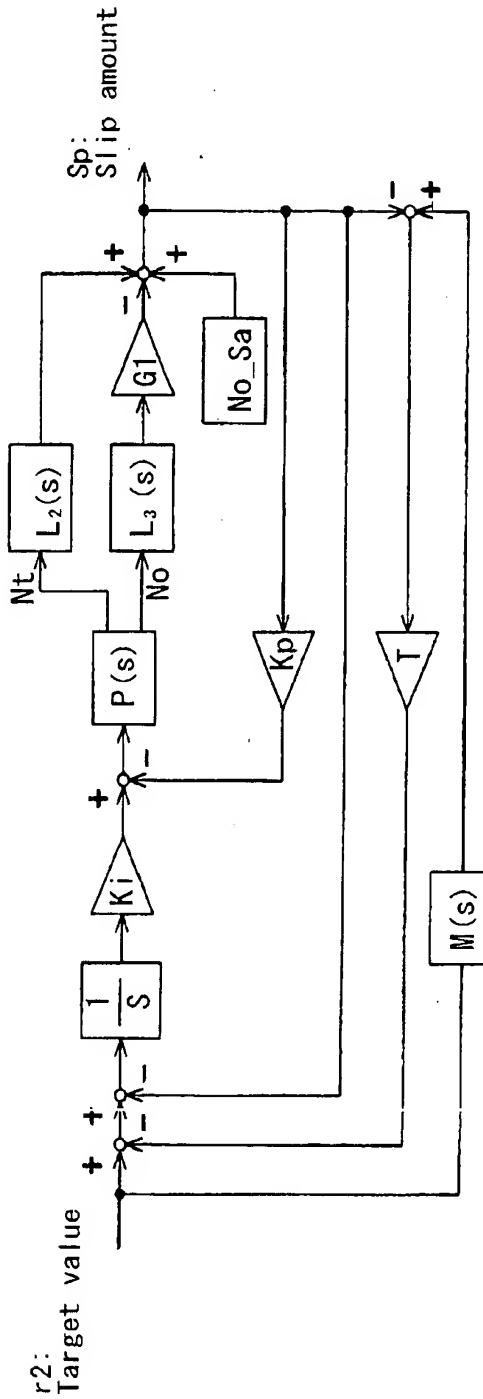 r2:
Target value
+
−
+
−
1
S
Ki
+
−
P(s)
Nt
No
L₂(s)
L₃(s)
G1
No_Sa
+
−
+
Sp:
Slip amount
Kp
T
−
+
M(s)